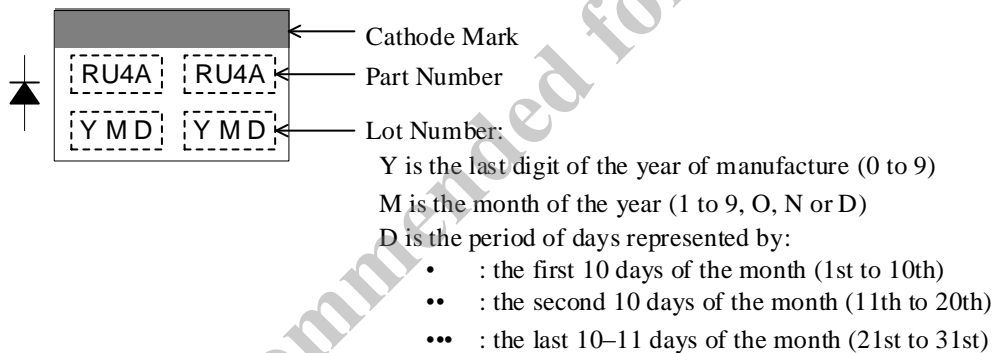 Cathode Mark
RU4A RU4A Part Number
Y M D Y M D Lot Number:
Y is the last digit of the year of manufacture (0 to 9)
M is the month of the year (1 to 9, O, N or D)
D is the period of days represented by:
• : the first 10 days of the month (1st to 10th)
•• : the second 10 days of the month (11th to 20th)
••• : the last 10–11 days of the month (21st to 31st)
ommended for